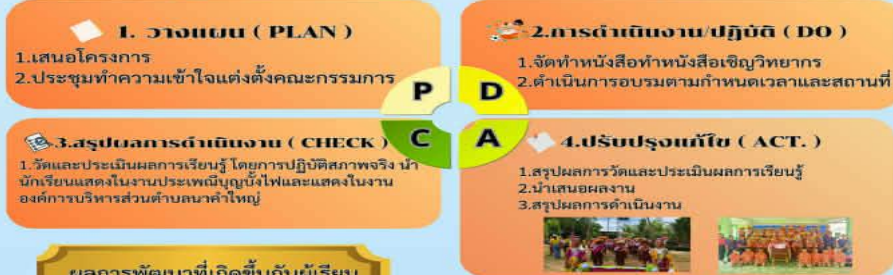 1. วางแผน ( PLAN )
1.เสนอโครงการ
2.ประชุมทำความเข้าใจแต่งตั้งคณะกรรมการ
2.การดำเนินงาน/ปฏิบัติ ( DO )
1.จัดทำหนังสือทำหนังสือเชิญวิทยากร
2.ดำเนินการอบรมตามกำหนดเวลาและสถานที่
P D
C A
3.สรุปผลการดำเนินงาน ( CHECK )
1.วัดและประเมินผลการเรียนรู้ โดยการปฏิบัติสภาพจริง นำ
นักเรียนแสดงในงานประเพณีบุญบั้งไฟและแสดงในงาน
องค์การบริหารส่วนตำบลนาคำใหญ่
4.ปรับปรุงแก้ไข ( ACT. )
1.สรุปผลการวัดและประเมินผลการเรียนรู้
2.นำเสนอผลงาน
3.สรุปผลการดำเนินงาน
ผลการพัฒนาที่เกิดขึ้นกับผู้เรียน